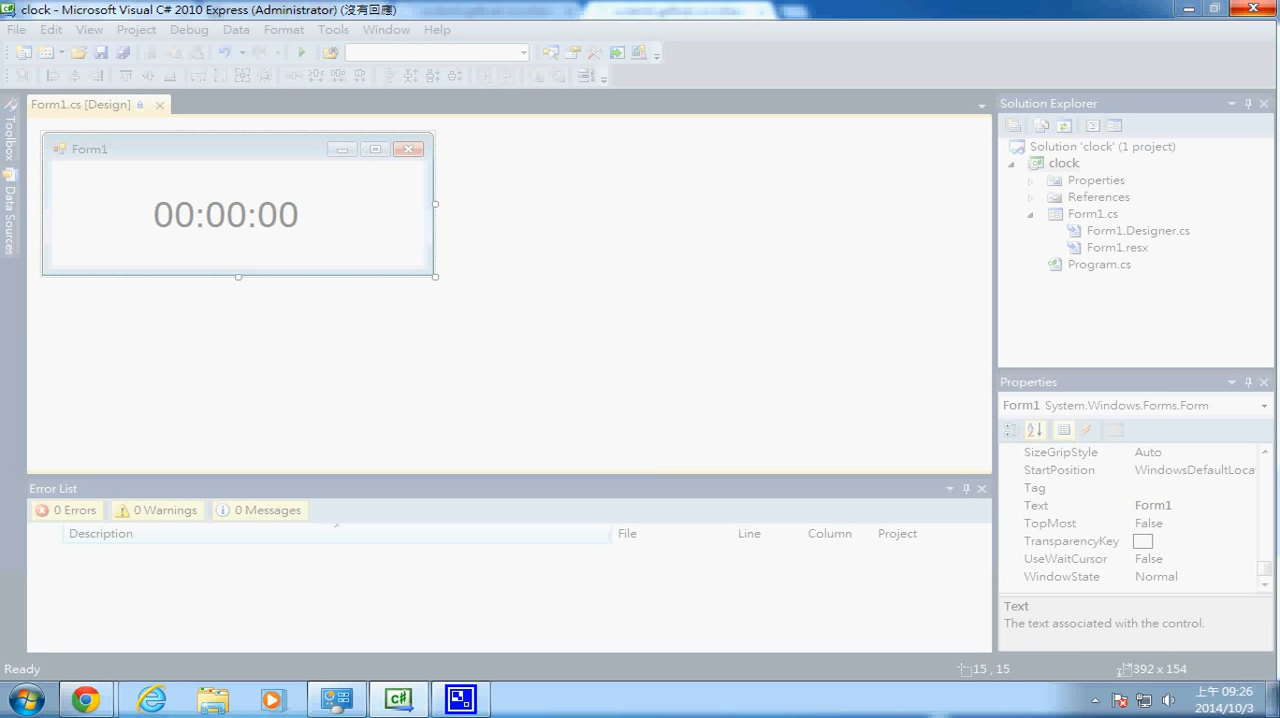 clock - Microsoft Visual C# 2010 Express (Administrator) (沒有回應)
File Edit View Project Debug Data Format Tools Window Help
Form1.cs [Design]
Toolbox
Data Sources
Form1
00:00:00
Solution Explorer
Solution 'clock' (1 project)
clock
Properties
References
Form1.cs
Form1.Designer.cs
Form1.resx
Program.cs
Properties
Form1 System.Windows.Forms.Form
SizeGripStyle Auto
StartPosition WindowsDefaultLoca
Tag
Text Form1
TopMost False
TransparencyKey
UseWaitCursor False
WindowState Normal
Text
The text associated with the control.
Error List
0 Errors 0 Warnings 0 Messages
Description File Line Column Project
Ready 15 , 15 392 x 154
上午 09:26
2014/10/3